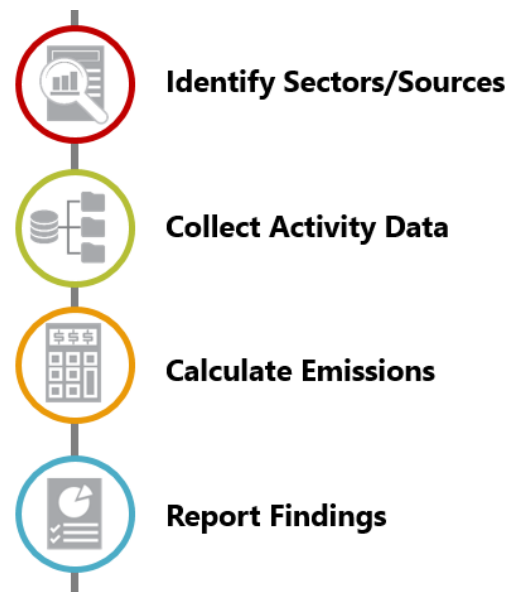 Identify Sectors/Sources
Collect Activity Data
$$$
Calculate Emissions
Report Findings